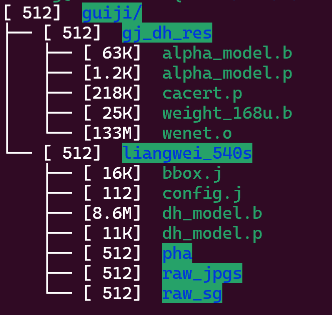 [ 512]  guiji/
├── [ 512]  gj_dh_res
│   ├── [ 63K]  alpha_model.b
│   ├── [1.2K]  alpha_model.p
│   ├── [218K]  cacert.p
│   ├── [ 25K]  weight_168u.b
│   └── [133M]  wenet.o
└── [ 512]  liangwei_540s
    ├── [ 16K]  bbox.j
    ├── [ 112]  config.j
    ├── [8.6M]  dh_model.b
    ├── [ 11K]  dh_model.p
    ├── [ 512]  pha
    ├── [ 512]  raw_jpgs
    └── [ 512]  raw_sg